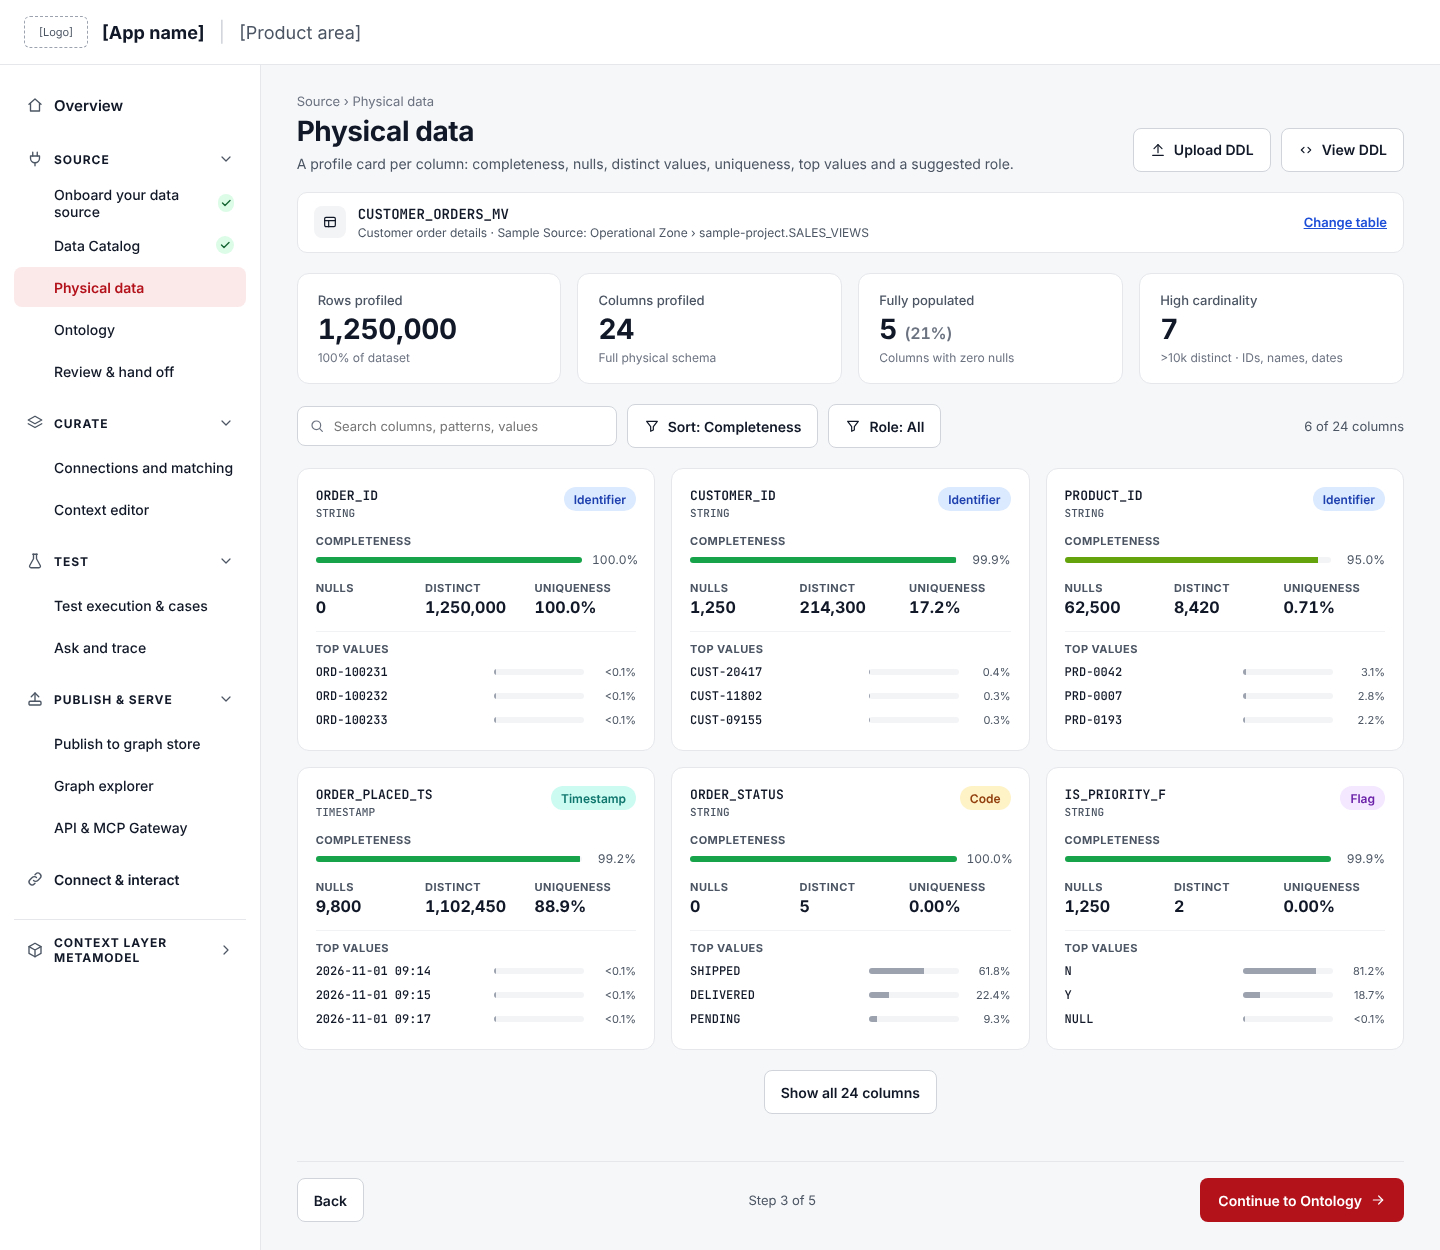 [Logo]
[App name]
[Product area]
Overview
SOURCE
Onboard your data
source
Data Catalog
Physical data
Ontology
Review & hand off
CURATE
Connections and matching
Context editor
TEST
Test execution & cases
Ask and trace
PUBLISH & SERVE
Publish to graph store
Graph explorer
API & MCP Gateway
Connect & interact
CONTEXT LAYER
METAMODEL
Source › Physical data
Physical data
A profile card per column: completeness, nulls, distinct values, uniqueness, top values and a suggested role.
Upload DDL
View DDL
CUSTOMER_ORDERS_MV
Customer order details · Sample Source: Operational Zone › sample-project.SALES_VIEWS
Change table
Rows profiled
1,250,000
100% of dataset
Columns profiled
24
Full physical schema
Fully populated
5 (21%)
Columns with zero nulls
High cardinality
7
>10k distinct · IDs, names, dates
Search columns, patterns, values
Sort: Completeness
Role: All
6 of 24 columns
ORDER_ID
Identifier
STRING
COMPLETENESS
100.0%
NULLS DISTINCT UNIQUENESS
0 1,250,000 100.0%
TOP VALUES
ORD-100231 <0.1%
ORD-100232 <0.1%
ORD-100233 <0.1%
CUSTOMER_ID
Identifier
STRING
COMPLETENESS
99.9%
NULLS DISTINCT UNIQUENESS
1,250 214,300 17.2%
TOP VALUES
CUST-20417 0.4%
CUST-11802 0.3%
CUST-09155 0.3%
PRODUCT_ID
Identifier
STRING
COMPLETENESS
95.0%
NULLS DISTINCT UNIQUENESS
62,500 8,420 0.71%
TOP VALUES
PRD-0042 3.1%
PRD-0007 2.8%
PRD-0193 2.2%
ORDER_PLACED_TS
Timestamp
TIMESTAMP
COMPLETENESS
99.2%
NULLS DISTINCT UNIQUENESS
9,800 1,102,450 88.9%
TOP VALUES
2026-11-01 09:14 <0.1%
2026-11-01 09:15 <0.1%
2026-11-01 09:17 <0.1%
ORDER_STATUS
Code
STRING
COMPLETENESS
100.0%
NULLS DISTINCT UNIQUENESS
0 5 0.00%
TOP VALUES
SHIPPED 61.8%
DELIVERED 22.4%
PENDING 9.3%
IS_PRIORITY_F
Flag
STRING
COMPLETENESS
99.9%
NULLS DISTINCT UNIQUENESS
1,250 2 0.00%
TOP VALUES
N 81.2%
Y 18.7%
NULL <0.1%
Show all 24 columns
Back
Step 3 of 5
Continue to Ontology